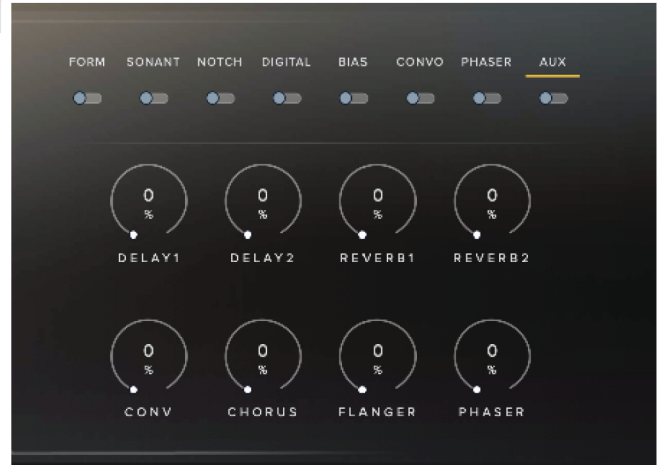 FORM SONANT NOTCH DIGITAL BIAS CONVO PHASER AUX
0 0 0 0
% % % %
DELAY1 DELAY2 REVERB1 REVERB2
0 0 0 0
% % % %
CONV CHORUS FLANGER PHASER